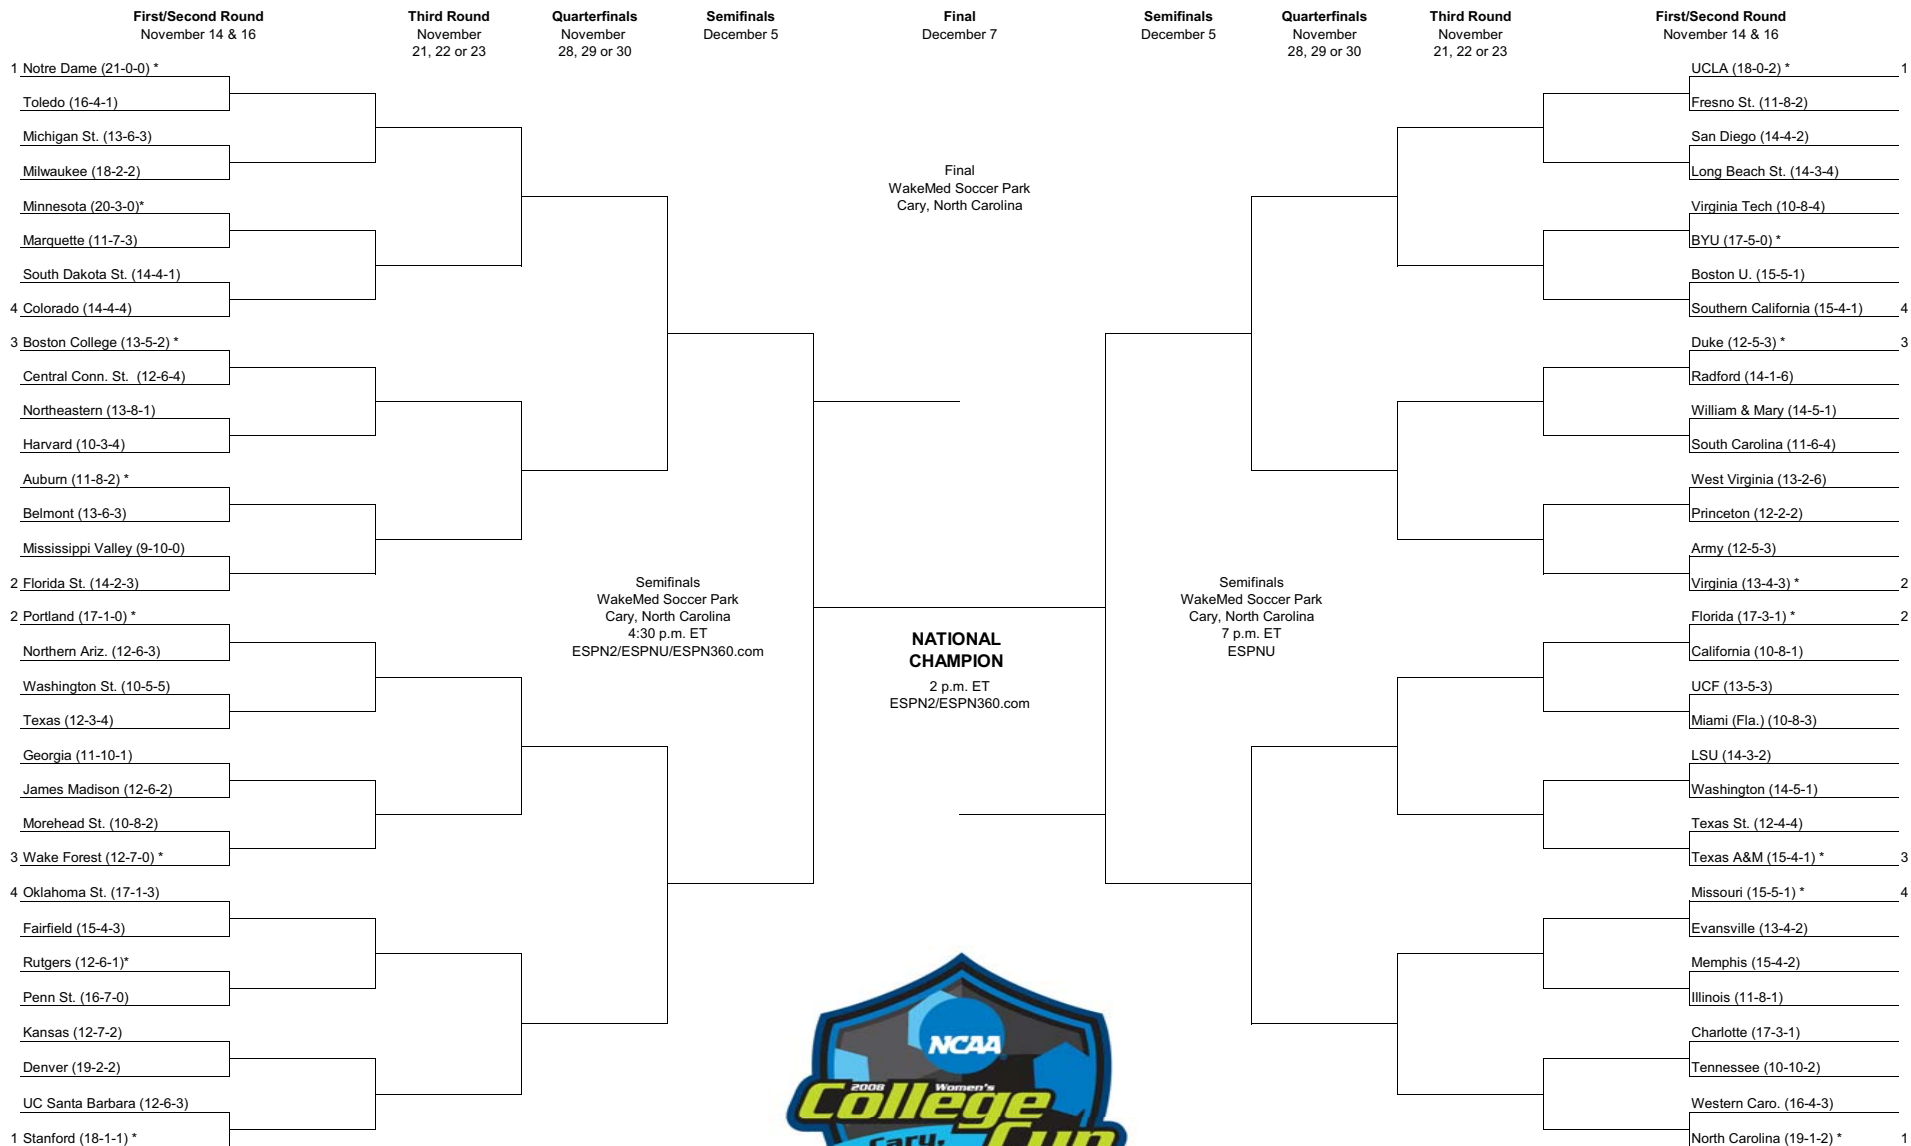 First/Second Round
November 14 & 16
Third Round
November
21, 22 or 23
Quarterfinals
November
28, 29 or 30
Semifinals
December 5
Final
December 7
Semifinals
December 5
Quarterfinals
November
28, 29 or 30
Third Round
November
21, 22 or 23
First/Second Round
November 14 & 16
1 Notre Dame (21-0-0) *
Toledo (16-4-1)
Michigan St. (13-6-3)
Milwaukee (18-2-2)
Minnesota (20-3-0)*
Marquette (11-7-3)
South Dakota St. (14-4-1)
4 Colorado (14-4-4)
3 Boston College (13-5-2) *
Central Conn. St. (12-6-4)
Northeastern (13-8-1)
Harvard (10-3-4)
Auburn (11-8-2) *
Belmont (13-6-3)
Mississippi Valley (9-10-0)
2 Florida St. (14-2-3)
2 Portland (17-1-0) *
Northern Ariz. (12-6-3)
Washington St. (10-5-5)
Texas (12-3-4)
Georgia (11-10-1)
James Madison (12-6-2)
Morehead St. (10-8-2)
3 Wake Forest (12-7-0) *
4 Oklahoma St. (17-1-3)
Fairfield (15-4-3)
Rutgers (12-6-1)*
Penn St. (16-7-0)
Kansas (12-7-2)
Denver (19-2-2)
UC Santa Barbara (12-6-3)
1 Stanford (18-1-1) *
Semifinals
WakeMed Soccer Park
Cary, North Carolina
4:30 p.m. ET
ESPN2/ESPNU/ESPN360.com
Final
WakeMed Soccer Park
Cary, North Carolina
NATIONAL
CHAMPION
2 p.m. ET
ESPN2/ESPN360.com
NCAA
2008 Women's
College
Cup
Cary,
Semifinals
WakeMed Soccer Park
Cary, North Carolina
7 p.m. ET
ESPNU
UCLA (18-0-2) * 1
Fresno St. (11-8-2)
San Diego (14-4-2)
Long Beach St. (14-3-4)
Virginia Tech (10-8-4)
BYU (17-5-0) *
Boston U. (15-5-1)
Southern California (15-4-1) 4
Duke (12-5-3) * 3
Radford (14-1-6)
William & Mary (14-5-1)
South Carolina (11-6-4)
West Virginia (13-2-6)
Princeton (12-2-2)
Army (12-5-3)
Virginia (13-4-3) * 2
Florida (17-3-1) * 2
California (10-8-1)
UCF (13-5-3)
Miami (Fla.) (10-8-3)
LSU (14-3-2)
Washington (14-5-1)
Texas St. (12-4-4)
Texas A&M (15-4-1) * 3
Missouri (15-5-1) * 4
Evansville (13-4-2)
Memphis (15-4-2)
Illinois (11-8-1)
Charlotte (17-3-1)
Tennessee (10-10-2)
Western Caro. (16-4-3)
North Carolina (19-1-2) * 1